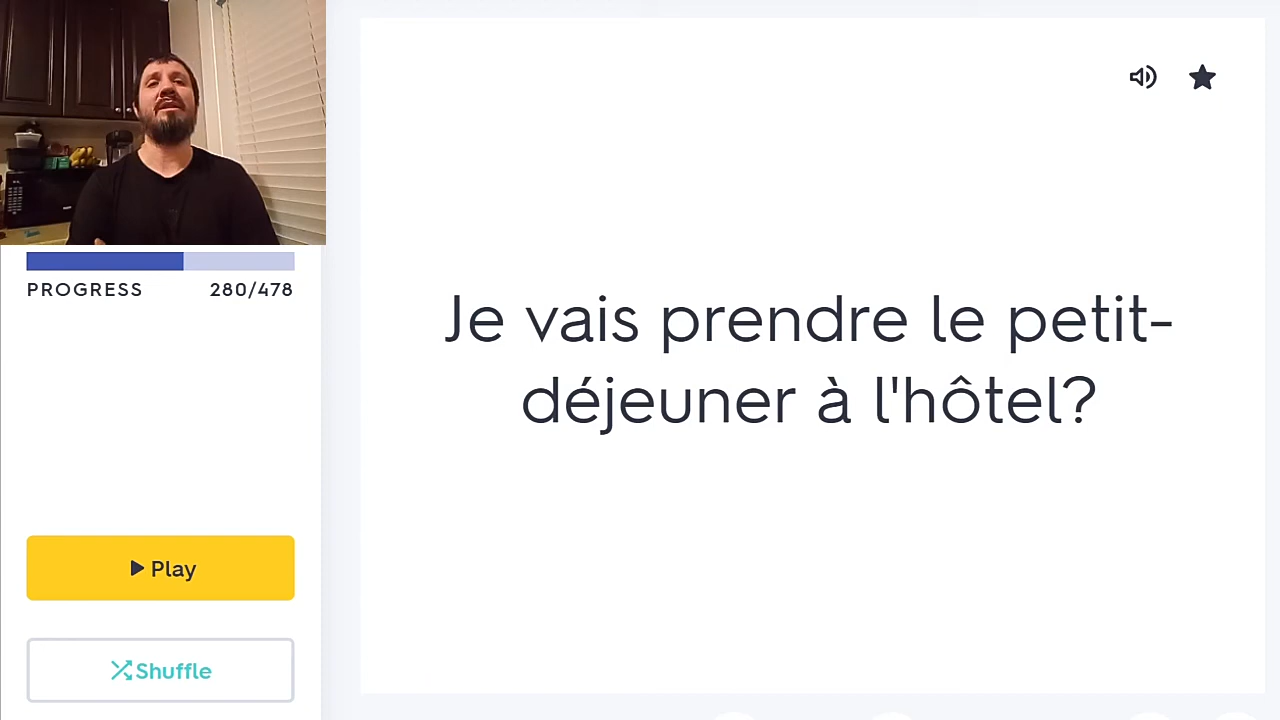 Je vais prendre le petit-
déjeuner à l'hôtel?
PROGRESS 280/478
Play
Shuffle